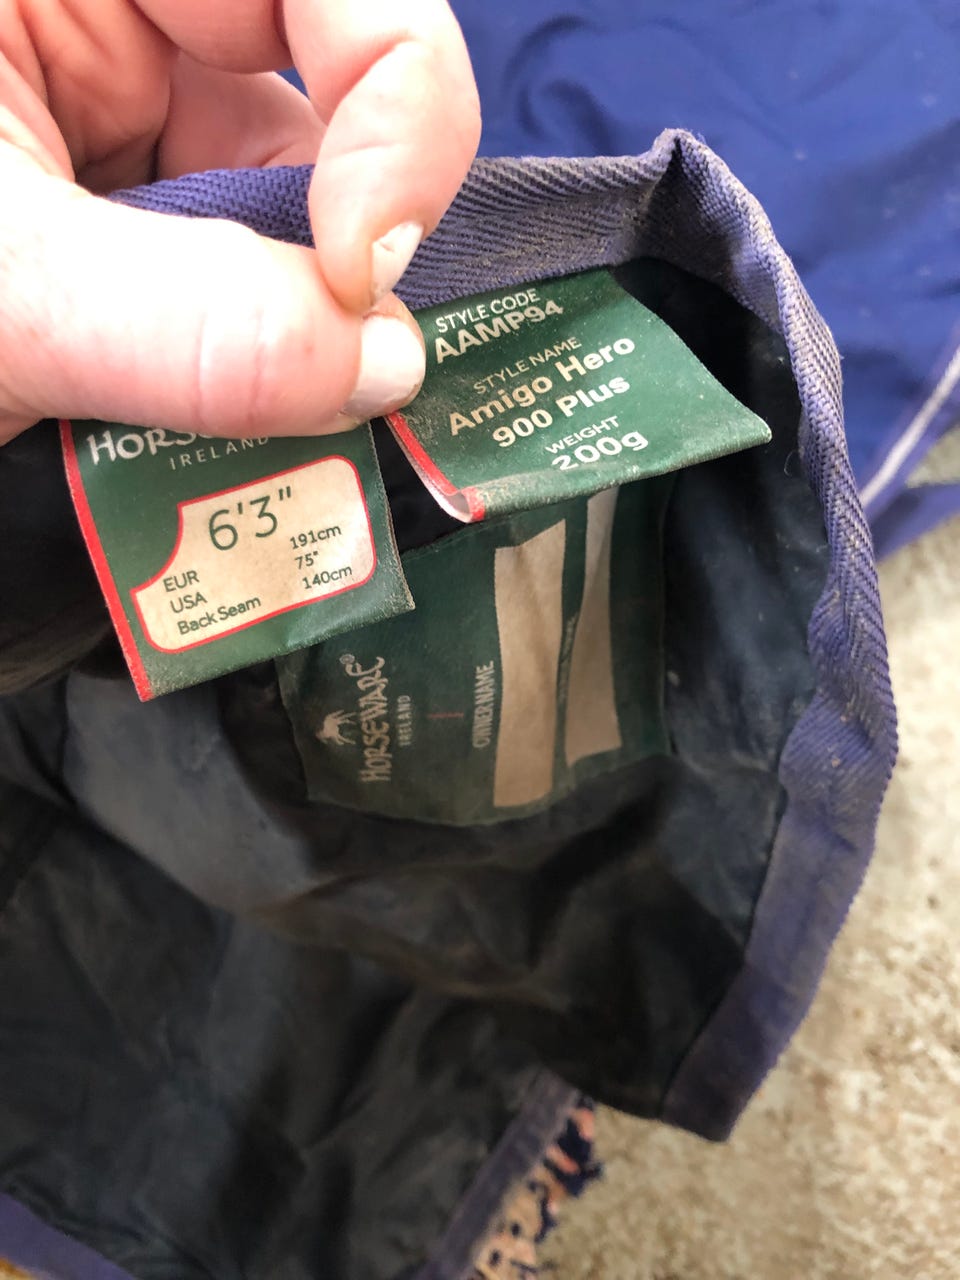 STYLE CODE
AAMP94
STYLE NAME
Amigo Hero
900 Plus
WEIGHT
200g
IRELAND
6'3"
EUR 191cm
USA 75"
Back Seam 140cm
HORSEWARE®
IRELAND
OWNER NAME